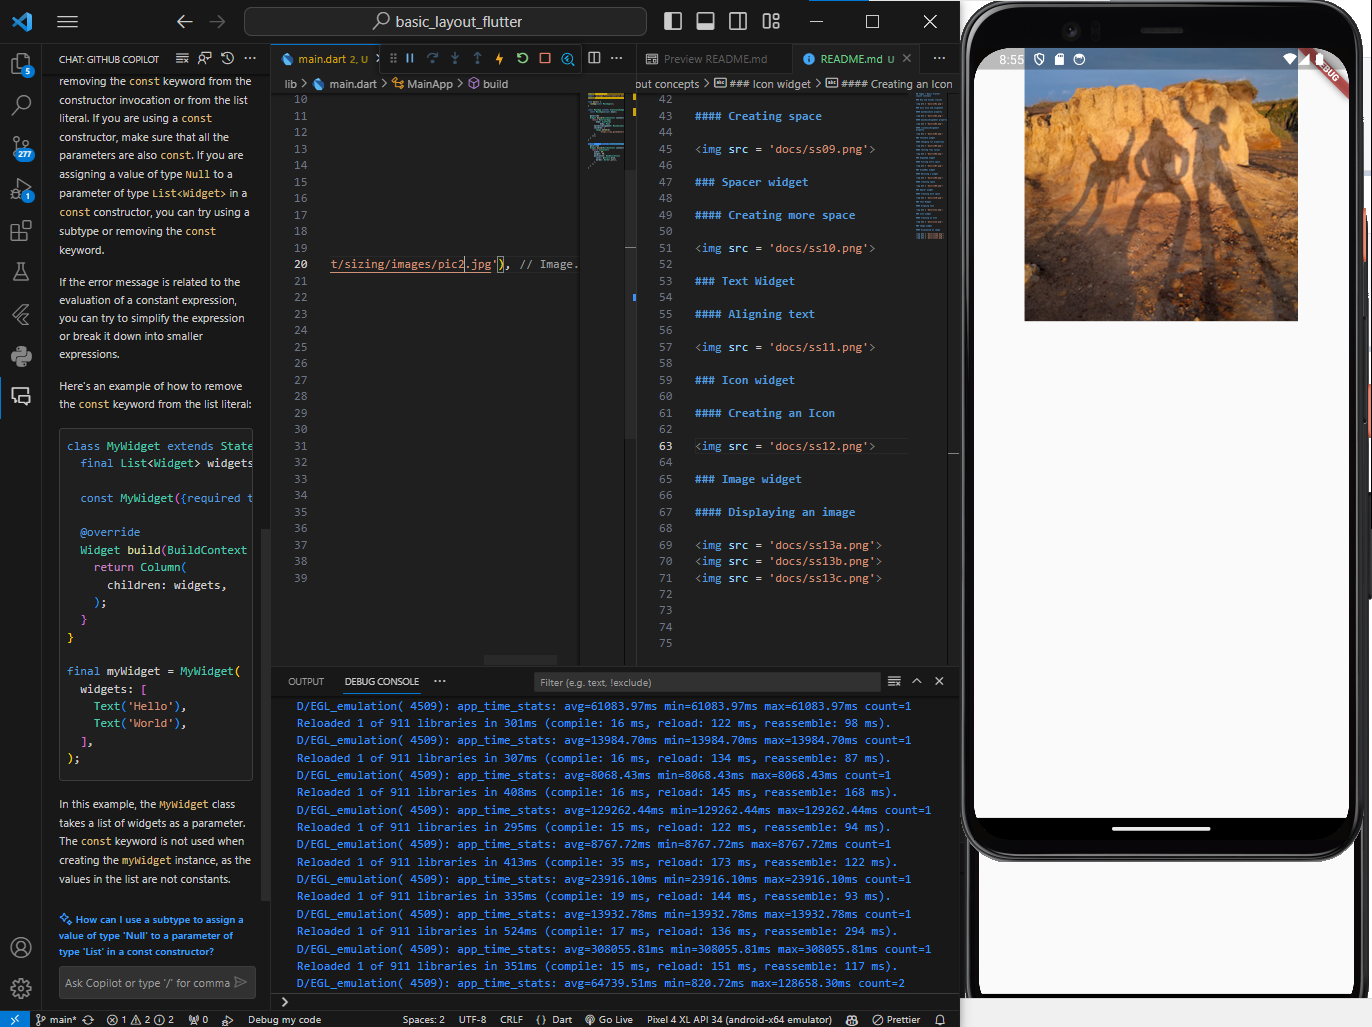 basic_layout_flutter
CHAT: GITHUB COPILOT
removing the const keyword from the
constructor invocation or from the list
literal. If you are using a const
constructor, make sure that all the
parameters are also const. If you are
assigning a value of type Null to a
parameter of type List<Widget> in a
const constructor, you can try using a
subtype or removing the const
keyword.
If the error message is related to the
evaluation of a constant expression,
you can try to simplify the expression
or break it down into smaller
expressions.
Here's an example of how to remove
the const keyword from the list literal:
class MyWidget extends State
final List<Widget> widgets
const MyWidget({required t
@override
Widget build(BuildContext
return Column(
children: widgets,
);
}
}
final myWidget = MyWidget(
widgets: [
Text('Hello'),
Text('World'),
],
);
In this example, the MyWidget class
takes a list of widgets as a parameter.
The const keyword is not used when
creating the myWidget instance, as the
values in the list are not constants.
How can I use a subtype to assign a
value of type 'Null' to a parameter of
type 'List' in a const constructor?
Ask Copilot or type '/' for comma
5
277
1
main.dart 2, U
lib > main.dart > MainApp > build
10
11
12
13
14
15
16
17
18
19
20 t/sizing/images/pic2.jpg'), // Image.
21
22
23
24
25
26
27
28
29
30
31
32
33
34
35
36
37
38
39
Preview README.md
README.md U
out concepts > ### Icon widget > #### Creating an Icon
42
43 #### Creating space
44
45 <img src = 'docs/ss09.png'>
46
47 ### Spacer widget
48
49 #### Creating more space
50
51 <img src = 'docs/ss10.png'>
52
53 ### Text Widget
54
55 #### Aligning text
56
57 <img src = 'docs/ss11.png'>
58
59 ### Icon widget
60
61 #### Creating an Icon
62
63 <img src = 'docs/ss12.png'>
64
65 ### Image widget
66
67 #### Displaying an image
68
69 <img src = 'docs/ss13a.png'>
70 <img src = 'docs/ss13b.png'>
71 <img src = 'docs/ss13c.png'>
72
73
74
75
OUTPUT DEBUG CONSOLE ···
Filter (e.g. text, !exclude)
D/EGL_emulation( 4509): app_time_stats: avg=61083.97ms min=61083.97ms max=61083.97ms count=1
Reloaded 1 of 911 libraries in 301ms (compile: 16 ms, reload: 122 ms, reassemble: 98 ms).
D/EGL_emulation( 4509): app_time_stats: avg=13984.70ms min=13984.70ms max=13984.70ms count=1
Reloaded 1 of 911 libraries in 307ms (compile: 16 ms, reload: 134 ms, reassemble: 87 ms).
D/EGL_emulation( 4509): app_time_stats: avg=8068.43ms min=8068.43ms max=8068.43ms count=1
Reloaded 1 of 911 libraries in 408ms (compile: 16 ms, reload: 145 ms, reassemble: 168 ms).
D/EGL_emulation( 4509): app_time_stats: avg=129262.44ms min=129262.44ms max=129262.44ms count=1
Reloaded 1 of 911 libraries in 295ms (compile: 15 ms, reload: 122 ms, reassemble: 94 ms).
D/EGL_emulation( 4509): app_time_stats: avg=8767.72ms min=8767.72ms max=8767.72ms count=1
Reloaded 1 of 911 libraries in 413ms (compile: 35 ms, reload: 173 ms, reassemble: 122 ms).
D/EGL_emulation( 4509): app_time_stats: avg=23916.10ms min=23916.10ms max=23916.10ms count=1
Reloaded 1 of 911 libraries in 335ms (compile: 19 ms, reload: 144 ms, reassemble: 93 ms).
D/EGL_emulation( 4509): app_time_stats: avg=13932.78ms min=13932.78ms max=13932.78ms count=1
Reloaded 1 of 911 libraries in 524ms (compile: 17 ms, reload: 136 ms, reassemble: 294 ms).
D/EGL_emulation( 4509): app_time_stats: avg=308055.81ms min=308055.81ms max=308055.81ms count=1
Reloaded 1 of 911 libraries in 351ms (compile: 15 ms, reload: 151 ms, reassemble: 117 ms).
D/EGL_emulation( 4509): app_time_stats: avg=64739.51ms min=820.72ms max=128658.30ms count=2
main* 1 2 2 0 Debug my code Spaces: 2 UTF-8 CRLF {} Dart Go Live Pixel 4 XL API 34 (android-x64 emulator) Prettier
8:55
DEBUG